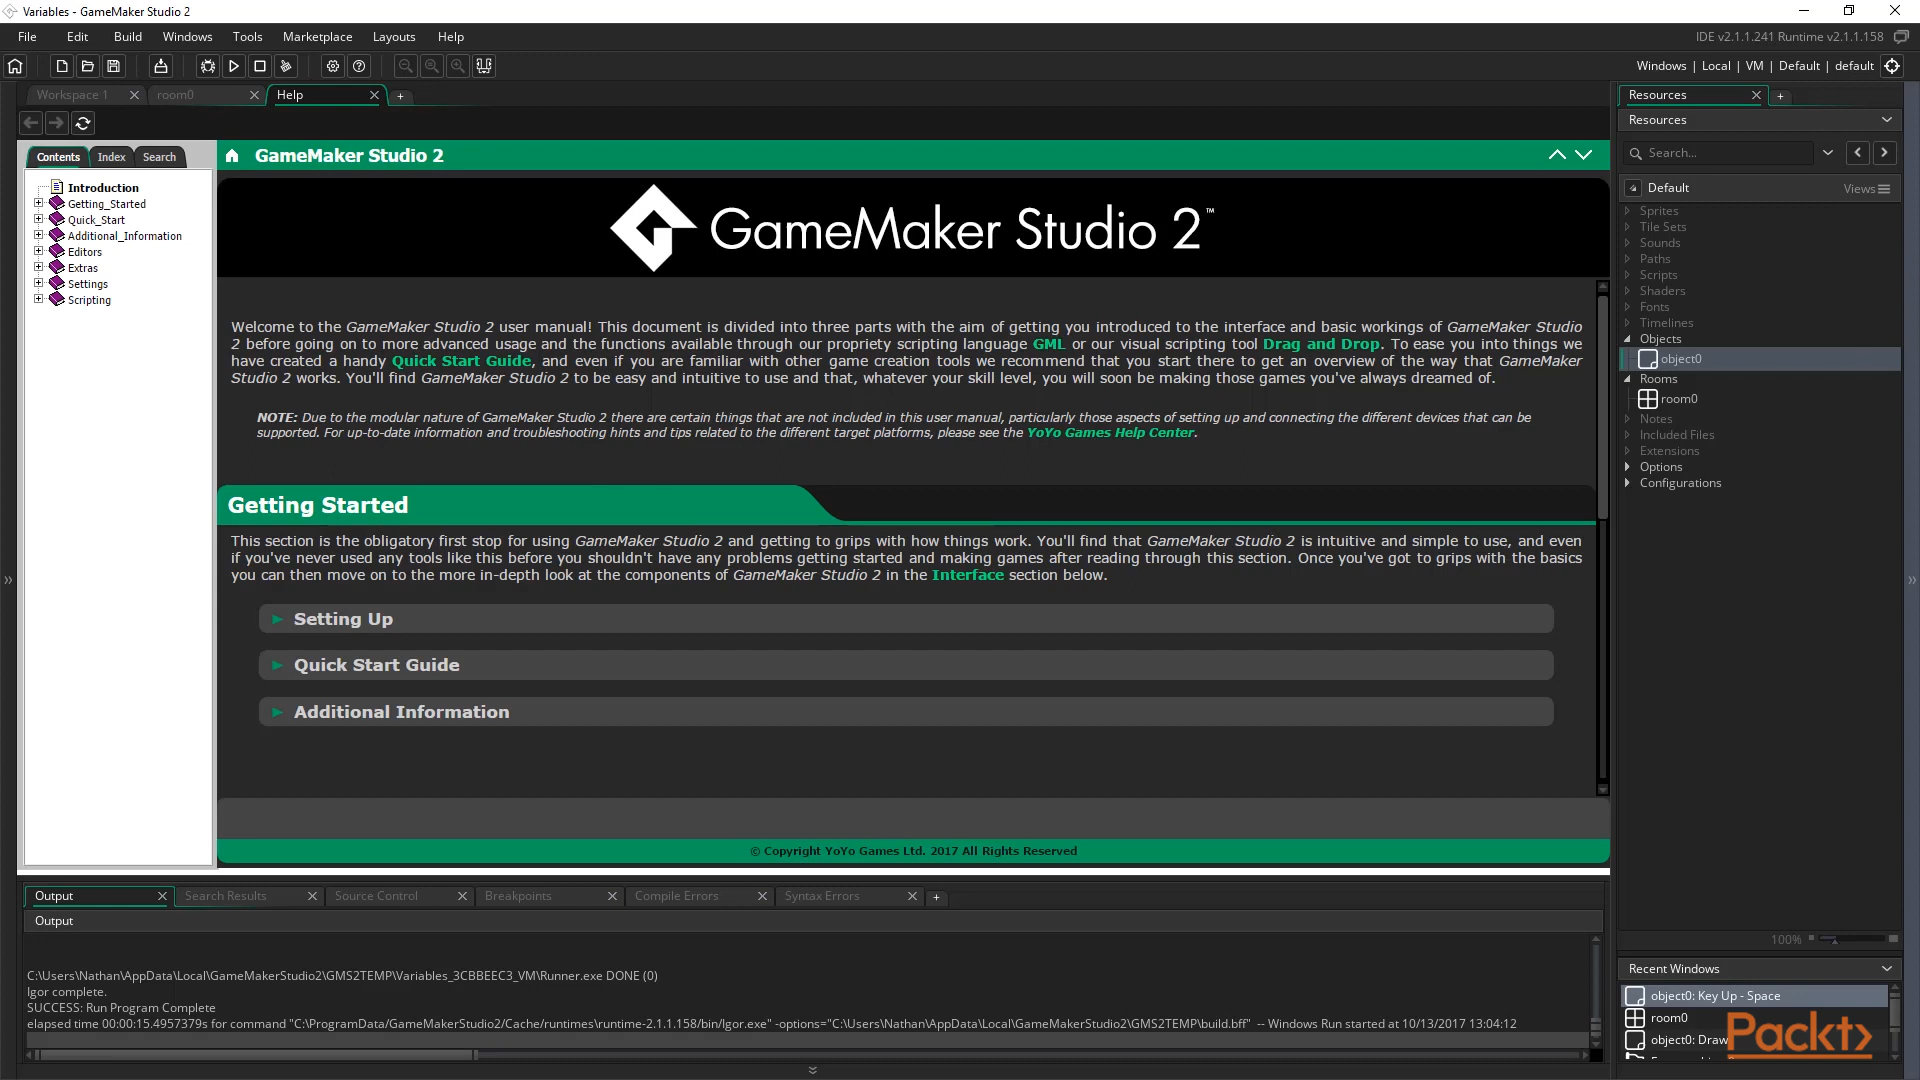 Variables - GameMaker Studio 2
File Edit Build Windows Tools Marketplace Layouts Help
IDE v2.1.1.241 Runtime v2.1.1.158
Windows | Local | VM | Default | default
Workspace 1
room0
Help
Contents Index Search
Introduction
Getting_Started
Quick_Start
Additional_Information
Editors
Extras
Settings
Scripting
GameMaker Studio 2
GameMaker Studio 2™
Welcome to the GameMaker Studio 2 user manual! This document is divided into three parts with the aim of getting you introduced to the interface and basic workings of GameMaker Studio
2 before going on to more advanced usage and the functions available through our propriety scripting language GML or our visual scripting tool Drag and Drop. To ease you into things we
have created a handy Quick Start Guide, and even if you are familiar with other game creation tools we recommend that you start there to get an overview of the way that GameMaker
Studio 2 works. You'll find GameMaker Studio 2 to be easy and intuitive to use and that, whatever your skill level, you will soon be making those games you've always dreamed of.
NOTE: Due to the modular nature of GameMaker Studio 2 there are certain things that are not included in this user manual, particularly those aspects of setting up and connecting the different devices that can be
supported. For up-to-date information and troubleshooting hints and tips related to the different target platforms, please see the YoYo Games Help Center.
Getting Started
This section is the obligatory first stop for using GameMaker Studio 2 and getting to grips with how things work. You'll find that GameMaker Studio 2 is intuitive and simple to use, and even
if you've never used any tools like this before you shouldn't have any problems getting started and making games after reading through this section. Once you've got to grips with the basics
you can then move on to the more in-depth look at the components of GameMaker Studio 2 in the Interface section below.
Setting Up
Quick Start Guide
Additional Information
© Copyright YoYo Games Ltd. 2017 All Rights Reserved
Output
Search Results
Source Control
Breakpoints
Compile Errors
Syntax Errors
Output
C:\Users\Nathan\AppData\Local\GameMakerStudio2\GMS2TEMP\Variables_3CBBEEC3_VM\Runner.exe DONE (0)
Igor complete.
SUCCESS: Run Program Complete
elapsed time 00:00:15.4957379s for command "C:\ProgramData/GameMakerStudio2/Cache/runtimes\runtime-2.1.1.158/bin/Igor.exe" -options="C:\Users\Nathan\AppData\Local\GameMakerStudio2\GMS2TEMP\build.bff" -- Windows Run started at 10/13/2017 13:04:12
Resources
Resources
Search...
Default
Views
Sprites
Tile Sets
Sounds
Paths
Scripts
Shaders
Fonts
Timelines
Objects
object0
Rooms
room0
Notes
Included Files
Extensions
Options
Configurations
100%
Recent Windows
object0: Key Up - Space
room0
object0: Draw
Packt